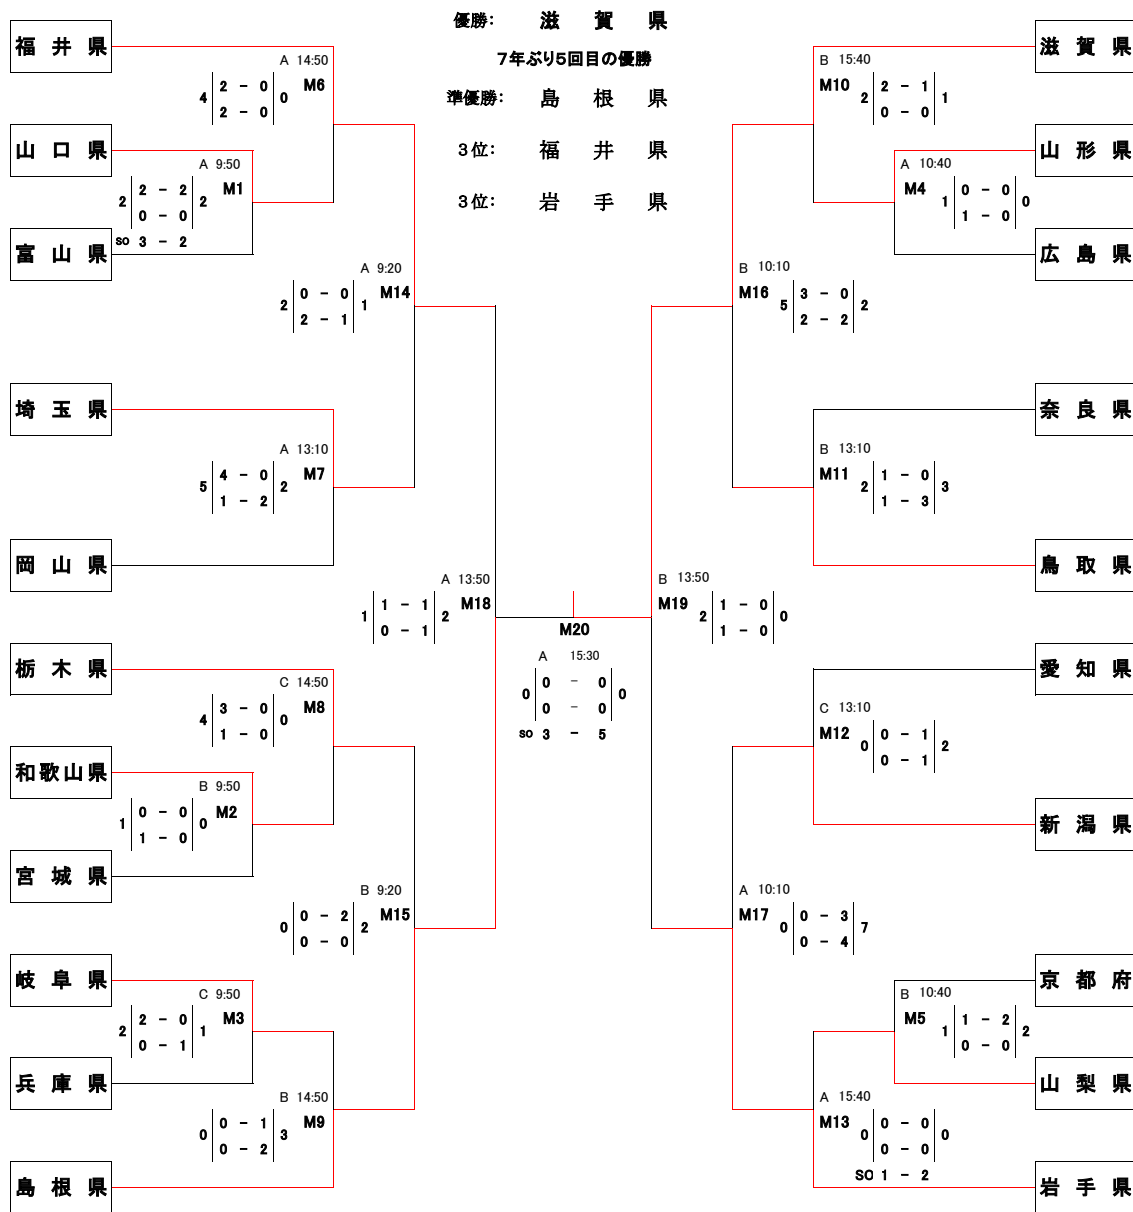 優勝: 滋賀県
7年ぶり5回目の優勝
準優勝: 島根県
3位: 福井県
3位: 岩手県
福井県
A 14:50
M6
4 2 - 0 0
2 - 0
山口県
A 9:50
M1
2 2 - 2 2
0 - 0
so 3 - 2
富山県
A 9:20
M14
2 0 - 0 1
2 - 1
埼玉県
A 13:10
M7
5 4 - 0 2
1 - 2
岡山県
A 13:50
M18
1 1 - 1 2
0 - 1
栃木県
C 14:50
M8
4 3 - 0 0
1 - 0
和歌山県
B 9:50
M2
1 0 - 0 0
1 - 0
宮城県
B 9:20
M15
0 0 - 2 2
0 - 0
岐阜県
C 9:50
M3
2 2 - 0 1
0 - 1
兵庫県
B 14:50
M9
0 0 - 1 3
0 - 2
島根県
M20
A 15:30
0 0 - 0 0
0 - 0
so 3 - 5
滋賀県
B 15:40
M10
2 2 - 1 1
0 - 0
山形県
A 10:40
M4
1 0 - 0 0
1 - 0
広島県
B 10:10
M16
5 3 - 0 2
2 - 2
奈良県
B 13:10
M11
2 1 - 0 3
1 - 3
鳥取県
B 13:50
M19
2 1 - 0 0
1 - 0
愛知県
C 13:10
M12
0 0 - 1 2
0 - 1
新潟県
A 10:10
M17
0 0 - 3 7
0 - 4
京都府
B 10:40
M5
1 1 - 2 2
0 - 0
山梨県
A 15:40
M13
0 0 - 0 0
0 - 0
SO 1 - 2
岩手県